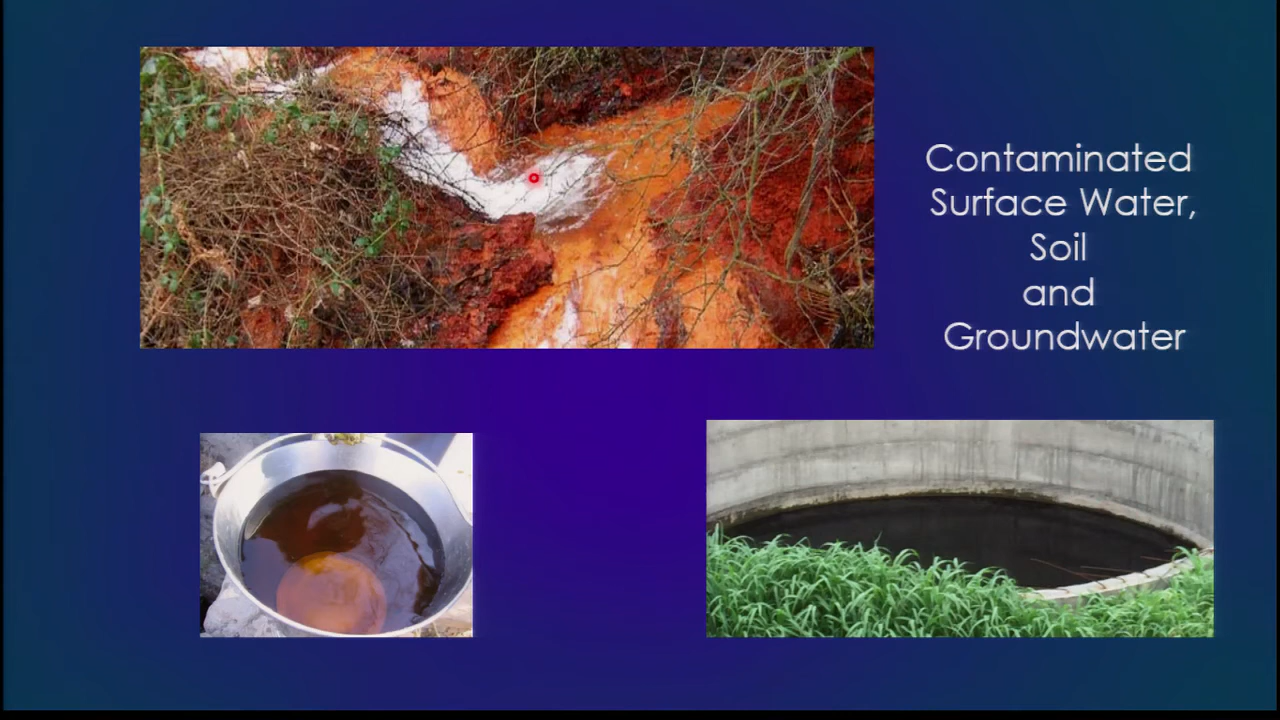 Contaminated
Surface Water,
Soil
and
Groundwater